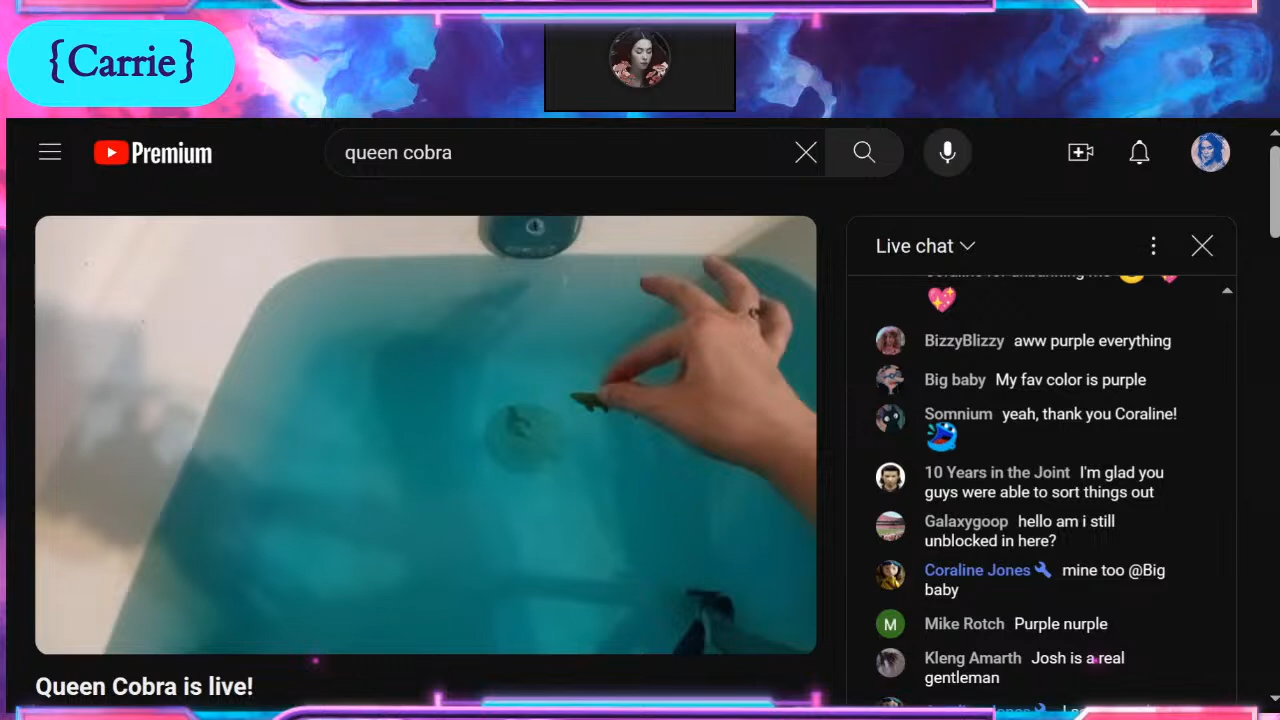 {Carrie}
Premium
queen cobra
Live chat
BizzyBlizzy aww purple everything
Big baby My fav color is purple
Somnium yeah, thank you Coraline!
10 Years in the Joint I'm glad you
guys were able to sort things out
Galaxygoop hello am i still
unblocked in here?
Coraline Jones mine too @Big
baby
M Mike Rotch Purple nurple
Kleng Amarth Josh is a real
gentleman
Queen Cobra is live!